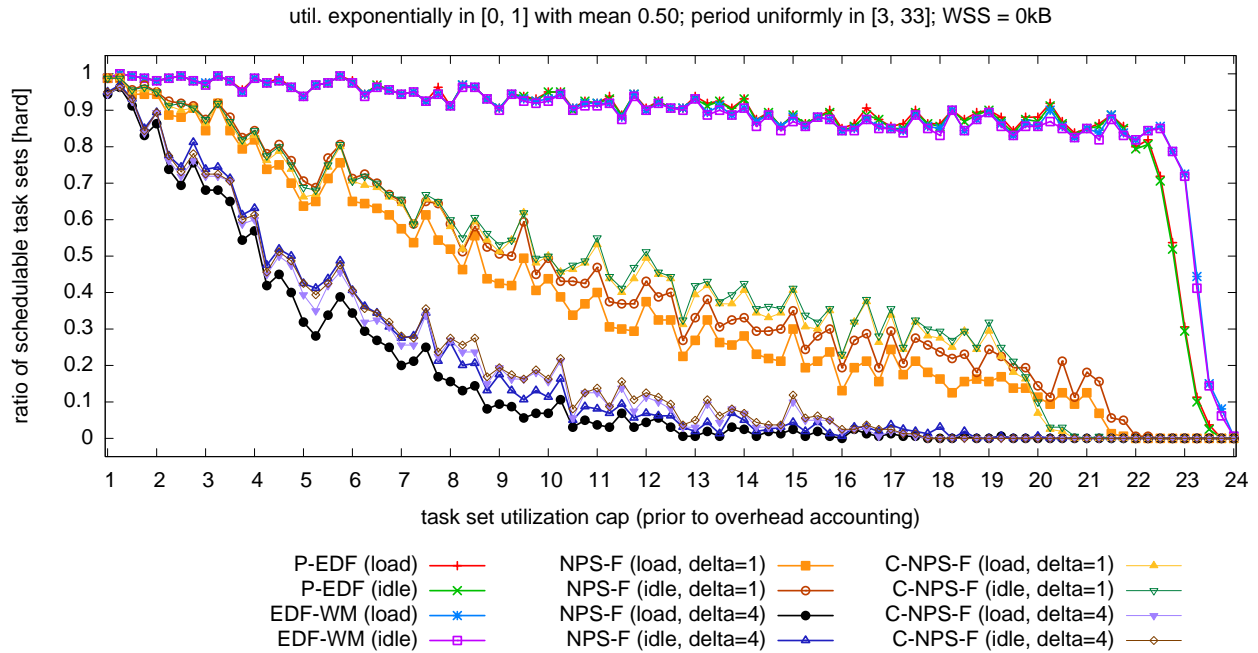 util. exponentially in [0, 1] with mean 0.50; period uniformly in [3, 33]; WSS = 0kB
ratio of schedulable task sets [hard]
1
0.9
0.8
0.7
0.6
0.5
0.4
0.3
0.2
0.1
0
1 2 3 4 5 6 7 8 9 10 11 12 13 14 15 16 17 18 19 20 21 22 23 24
task set utilization cap (prior to overhead accounting)
P-EDF (load) NPS-F (load, delta=1) C-NPS-F (load, delta=1)
P-EDF (idle) NPS-F (idle, delta=1) C-NPS-F (idle, delta=1)
EDF-WM (load) NPS-F (load, delta=4) C-NPS-F (load, delta=4)
EDF-WM (idle) NPS-F (idle, delta=4) C-NPS-F (idle, delta=4)